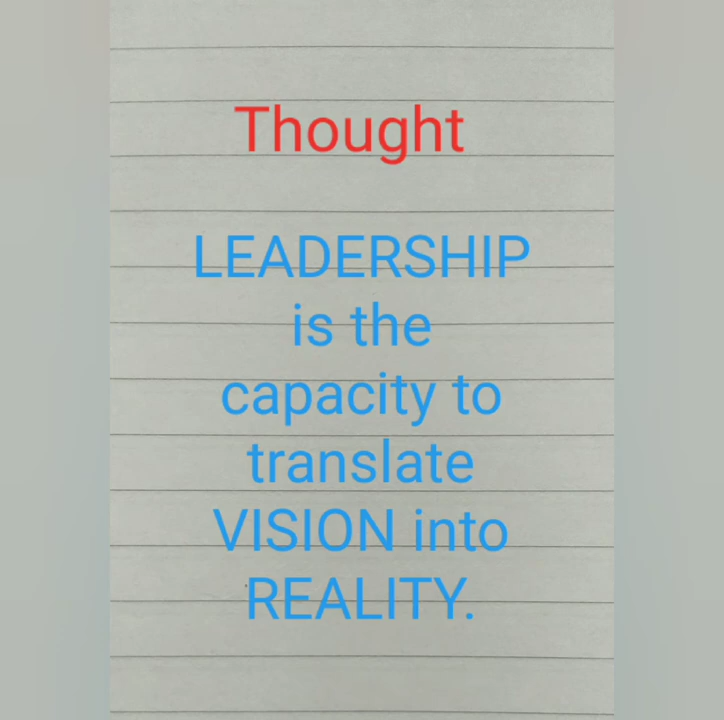 Thought
LEADERSHIP
is the
capacity to
translate
VISION into
REALITY.